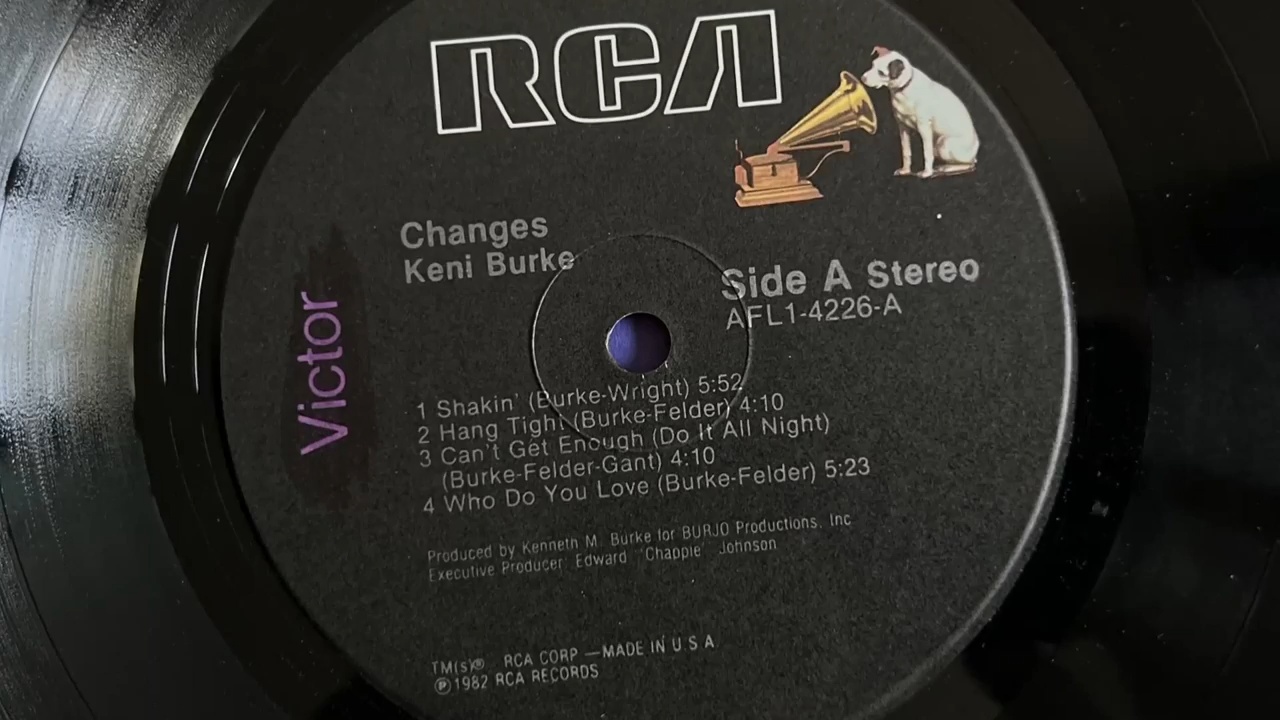 RCA
Changes
Keni Burke
Side A Stereo
AFL1-4226-A
Victor
1 Shakin' (Burke-Wright) 5:52
2 Hang Tight (Burke-Felder) 4:10
3 Can't Get Enough (Do It All Night)
(Burke-Felder-Gant) 4:10
4 Who Do You Love (Burke-Felder) 5:23
Produced by Kenneth M. Burke for BURJO Productions, Inc
Executive Producer Edward "Chappie" Johnson
TM(s)® RCA CORP —MADE IN U S A
℗1982 RCA RECORDS